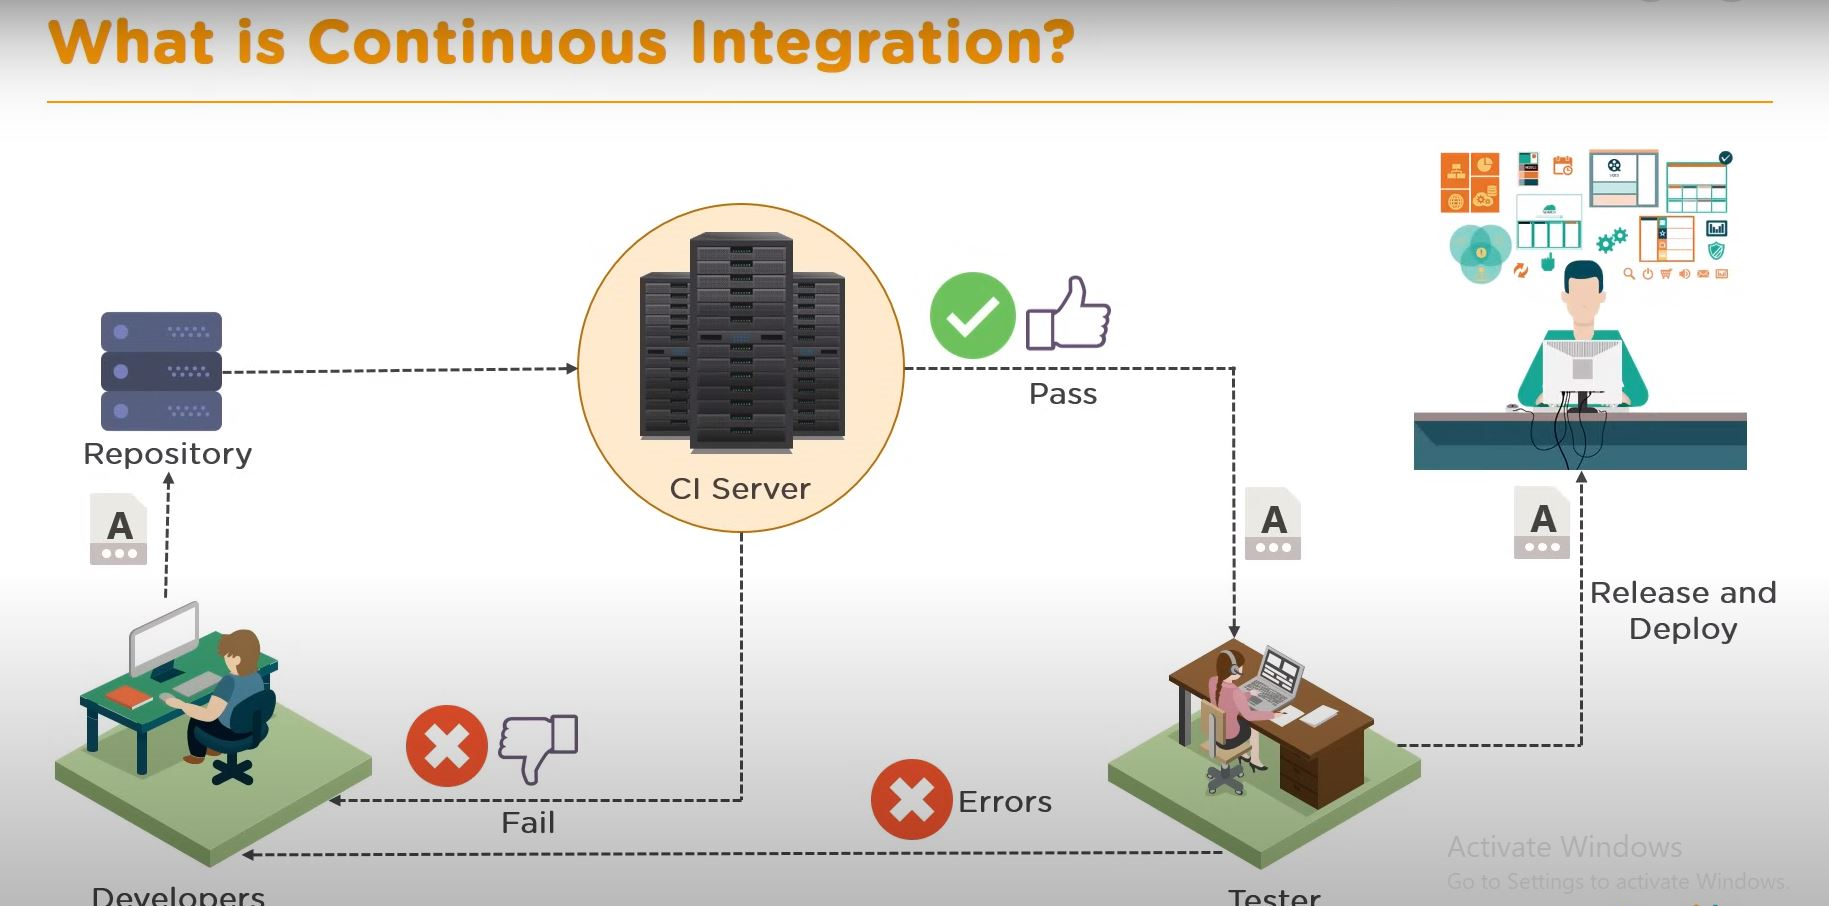 What is Continuous Integration?
Pass
Repository
CI Server
A
A
A
Release and
Deploy
Errors
Fail
Activate Windows
Go to Settings to activate Windows.
Developers
Tester